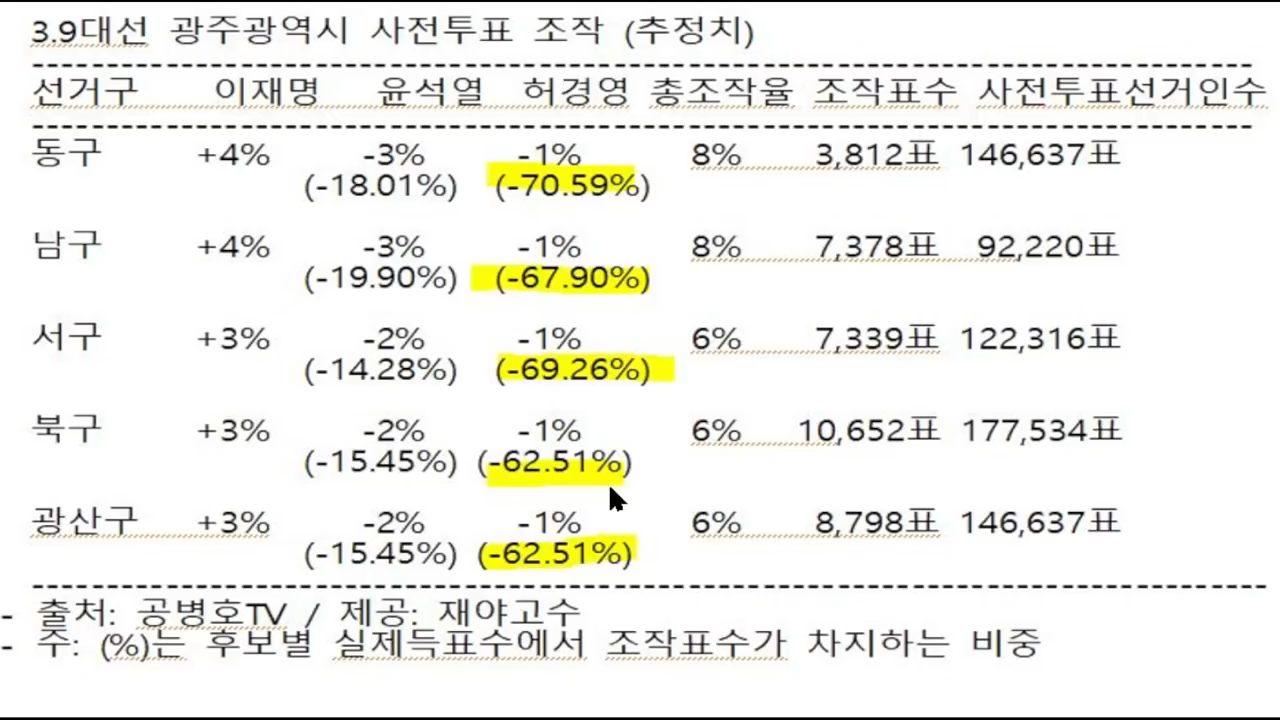 3.9대선 광주광역시 사전투표 조작 (추정치)
선거구 이재명 윤석열 허경영 총조작율 조작표수 사전투표선거인수
동구 +4% -3% -1% 8% 3,812표 146,637표
(-18.01%) (-70.59%)
남구 +4% -3% -1% 8% 7,378표 92,220표
(-19.90%) (-67.90%)
서구 +3% -2% -1% 6% 7,339표 122,316표
(-14.28%) (-69.26%)
북구 +3% -2% -1% 6% 10,652표 177,534표
(-15.45%) (-62.51%)
광산구 +3% -2% -1% 6% 8,798표 146,637표
(-15.45%) (-62.51%)
- 출처: 공병호TV / 제공: 재야고수
- 주: (%)는 후보별 실제득표수에서 조작표수가 차지하는 비중